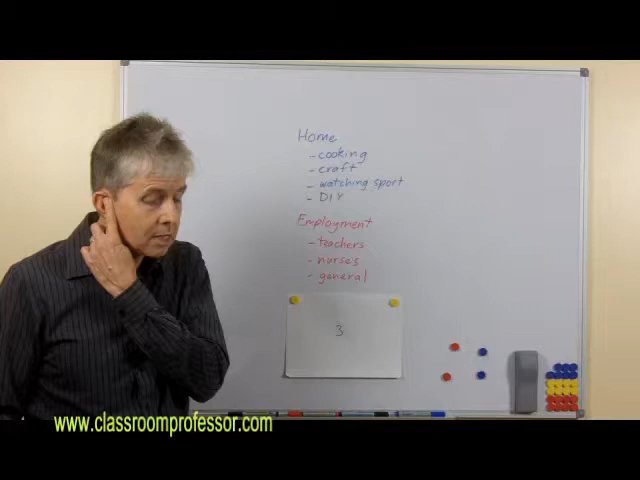 Home
- cooking
- craft
- watching sport
- DIY
Employment
- teachers
- nurses
- general
3
www.classroomprofessor.com